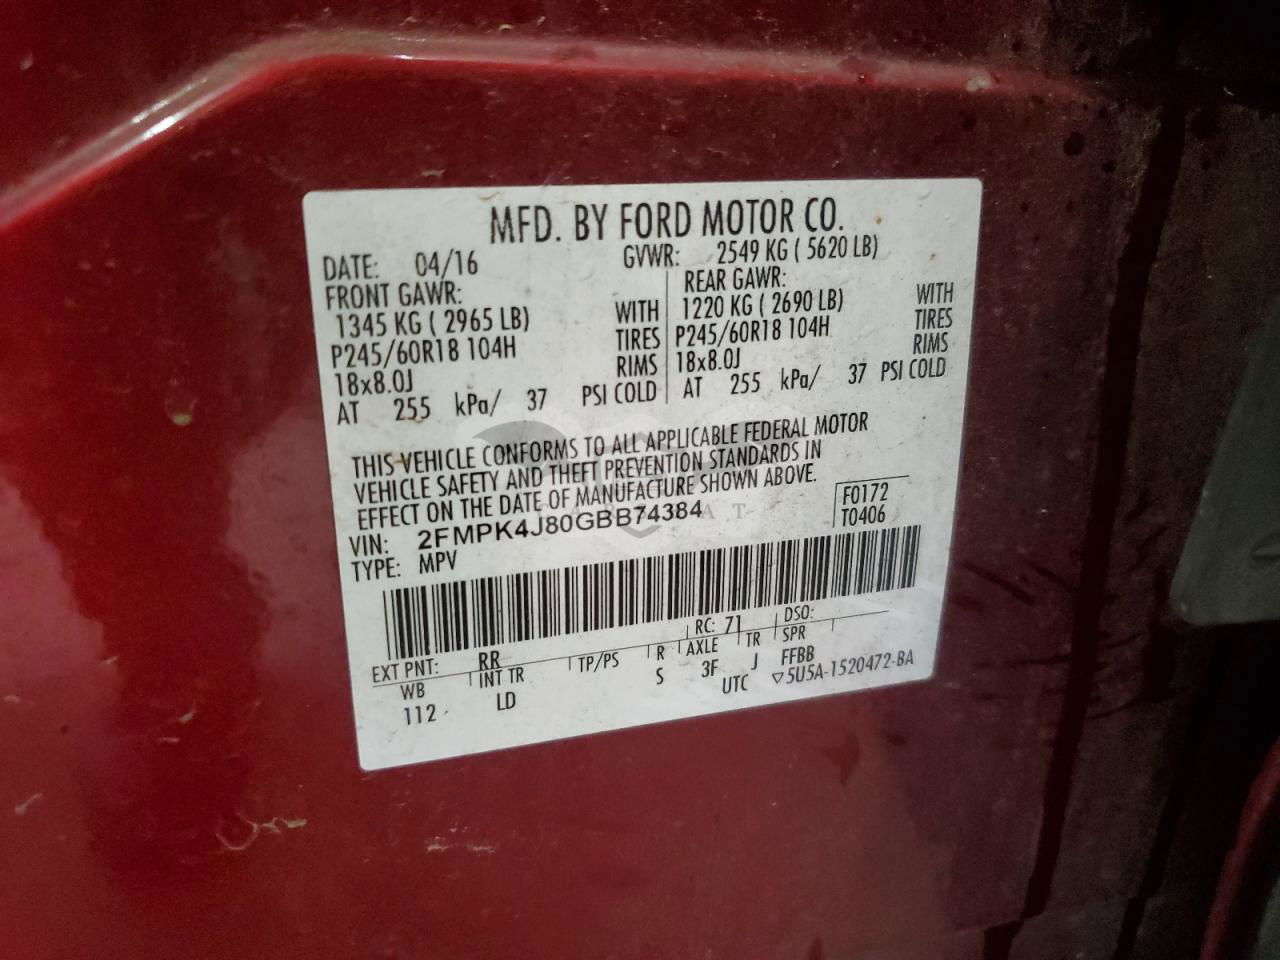 MFD. BY FORD MOTOR CO.
DATE: 04/16 GVWR: 2549 KG ( 5620 LB)
FRONT GAWR: REAR GAWR:
1345 KG ( 2965 LB) WITH 1220 KG ( 2690 LB) WITH
P245/60R18 104H TIRES P245/60R18 104H TIRES
18x8.0J RIMS 18x8.0J RIMS
AT 255 kPa/ 37 PSI COLD AT 255 kPa/ 37 PSI COLD
THIS VEHICLE CONFORMS TO ALL APPLICABLE FEDERAL MOTOR
VEHICLE SAFETY AND THEFT PREVENTION STANDARDS IN
EFFECT ON THE DATE OF MANUFACTURE SHOWN ABOVE.
VIN: 2FMPK4J80GBB74384 F0172
TYPE: MPV T0406
EXT PNT: RR RC: 71 DSO:
WB INT TR TP/PS R AXLE TR SPR
112 LD S 3F J FFBB
UTC ▽5U5A-1520472-BA